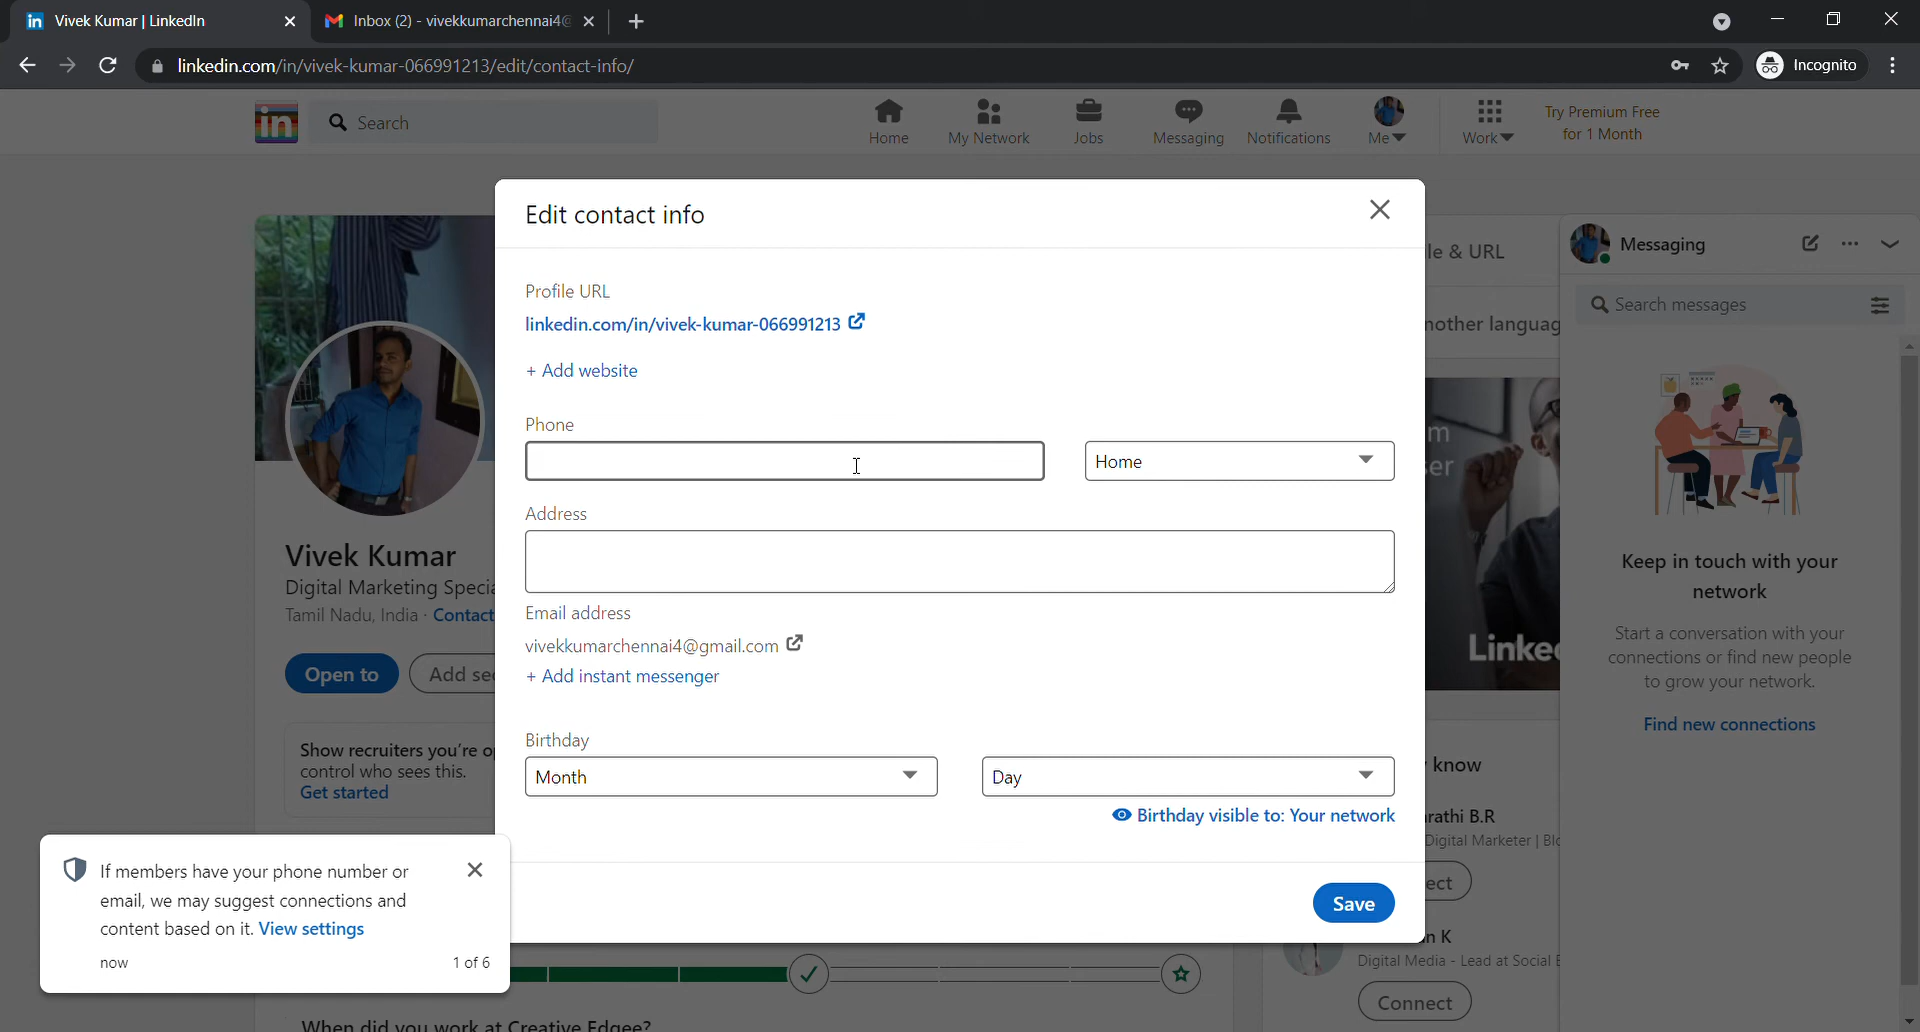 Vivek Kumar | LinkedIn
Inbox (2) - vivekkumarchennai4@
linkedin.com/in/vivek-kumar-066991213/edit/contact-info/
Incognito
in
Search
Home
My Network
Jobs
Messaging
Notifications
Me
Work
Try Premium Free
for 1 Month
Edit contact info
Profile URL
linkedin.com/in/vivek-kumar-066991213
+ Add website
Phone
Home
Address
Email address
vivekkumarchennai4@gmail.com
+ Add instant messenger
Birthday
Month
Day
Birthday visible to: Your network
Save
Vivek Kumar
Digital Marketing Specia
Tamil Nadu, India · Contact
Open to
Add sec
Show recruiters you're op
control who sees this.
Get started
If members have your phone number or
email, we may suggest connections and
content based on it. View settings
now
1 of 6
When did you work at Creative Edgee?
le & URL
nother languag
m
er
Linke
know
arathi B.R
Digital Marketer | Blo
ect
n K
Digital Media - Lead at Social E
Connect
Messaging
Search messages
Keep in touch with your
network
Start a conversation with your
connections or find new people
to grow your network.
Find new connections